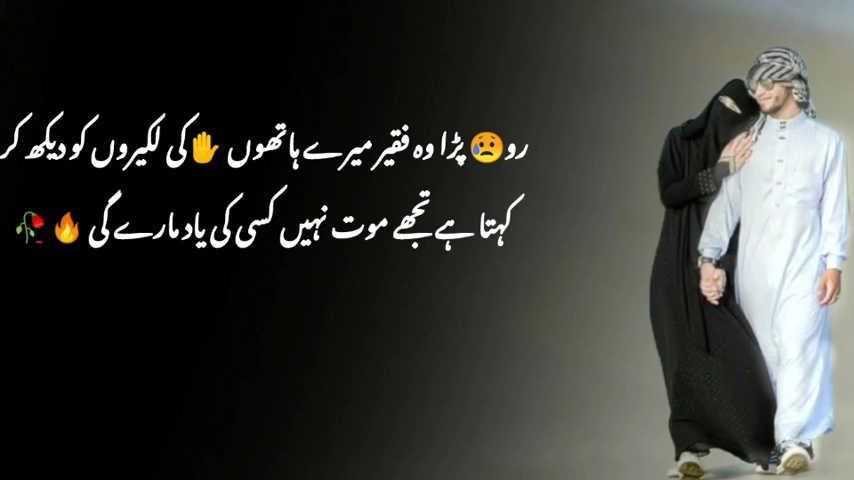 رو😥پڑا وہ فقیر میرے ہاتھوں ✋کی لکیروں کو دیکھ کر
کہتا ہے تجھے موت نہیں کسی کی یاد مارے گی 🔥🥀